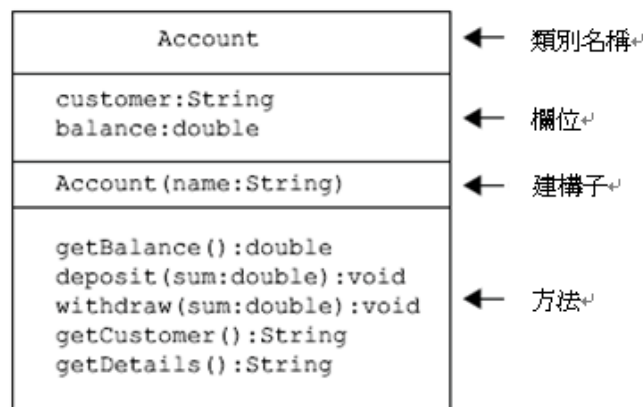 Account
類別名稱↵
customer:String
balance:double
欄位↵
Account(name:String)
建構子↵
getBalance():double
deposit(sum:double):void
withdraw(sum:double):void
getCustomer():String
getDetails():String
方法↵